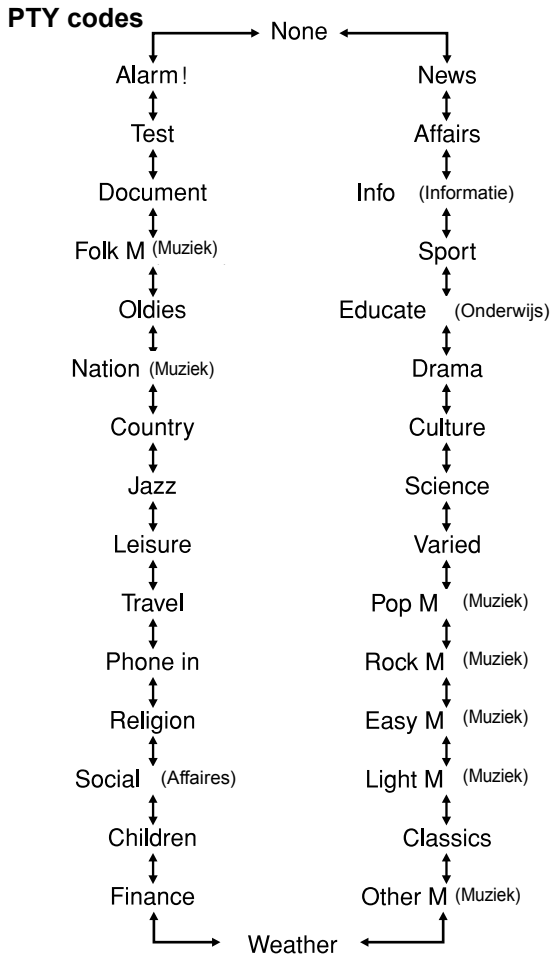 PTY codes
None
Alarm! News
Test Affairs
Document Info (Informatie)
Folk M (Muziek) Sport
Oldies Educate (Onderwijs)
Nation (Muziek) Drama
Country Culture
Jazz Science
Leisure Varied
Travel Pop M (Muziek)
Phone in Rock M (Muziek)
Religion Easy M (Muziek)
Social (Affaires) Light M (Muziek)
Children Classics
Finance Other M (Muziek)
Weather